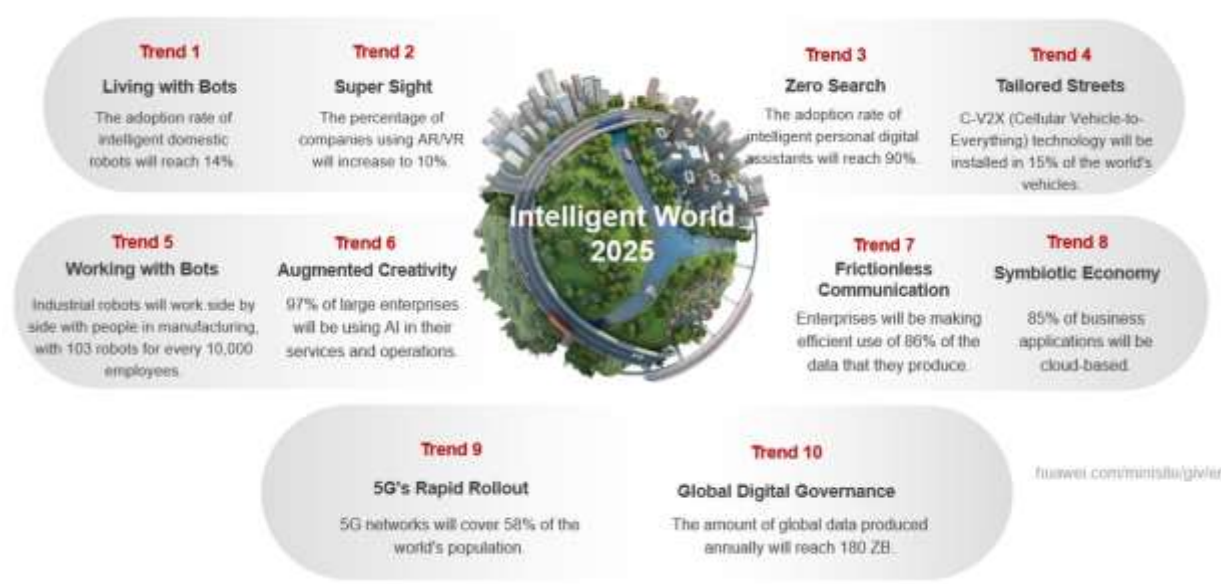 Trend 1
Living with Bots
The adoption rate of
intelligent domestic
robots will reach 14%.
Trend 2
Super Sight
The percentage of
companies using AR/VR
will increase to 10%.
Trend 3
Zero Search
The adoption rate of
intelligent personal digital
assistants will reach 90%.
Trend 4
Tailored Streets
C-V2X (Cellular Vehicle-to-
Everything) technology will be
installed in 15% of the world's
vehicles.
Intelligent World
2025
Trend 5
Working with Bots
Industrial robots will work side by
side with people in manufacturing,
with 103 robots for every 10,000
employees.
Trend 6
Augmented Creativity
97% of large enterprises
will be using AI in their
services and operations.
Trend 7
Frictionless
Communication
Enterprises will be making
efficient use of 86% of the
data that they produce.
Trend 8
Symbiotic Economy
85% of business
applications will be
cloud-based.
Trend 9
5G's Rapid Rollout
5G networks will cover 58% of the
world's population.
Trend 10
Global Digital Governance
The amount of global data produced
annually will reach 180 ZB.
huawei.com/minisite/giv/en